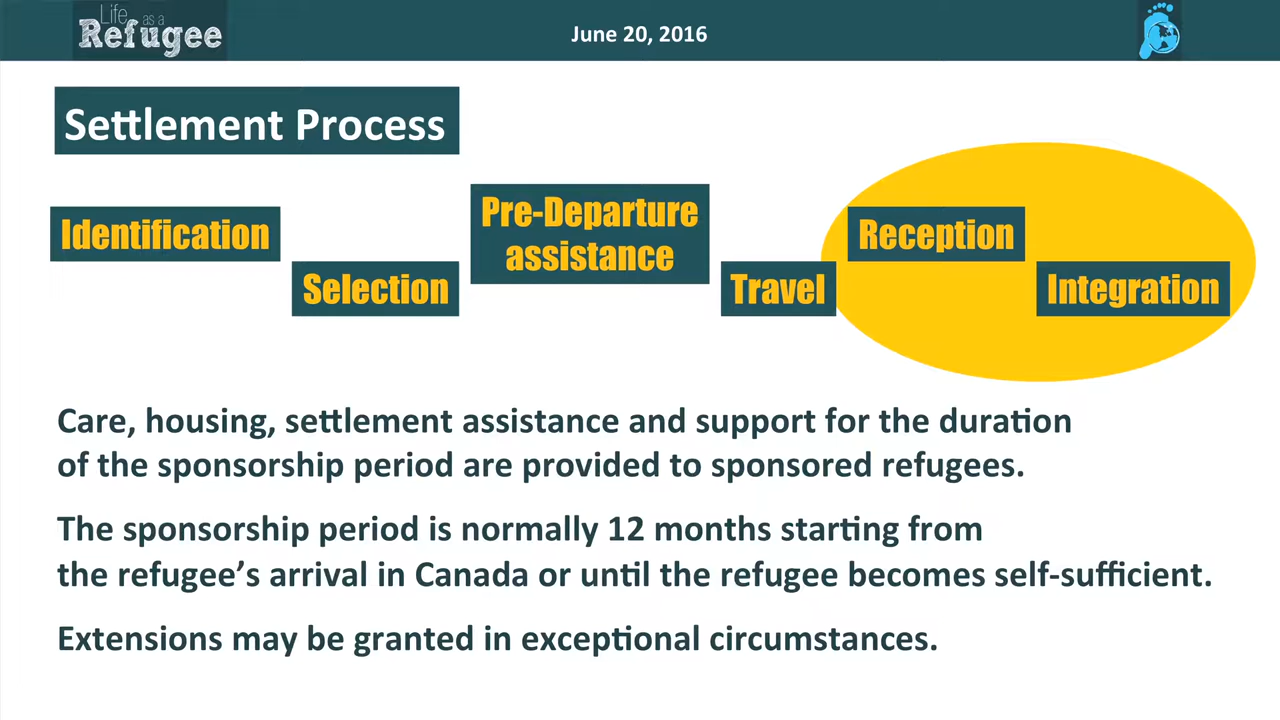 Life as a
Refugee
June 20, 2016
Settlement Process
Identification
Selection
Pre-Departure
assistance
Travel
Reception
Integration
Care, housing, settlement assistance and support for the duration
of the sponsorship period are provided to sponsored refugees.
The sponsorship period is normally 12 months starting from
the refugee’s arrival in Canada or until the refugee becomes self-sufficient.
Extensions may be granted in exceptional circumstances.